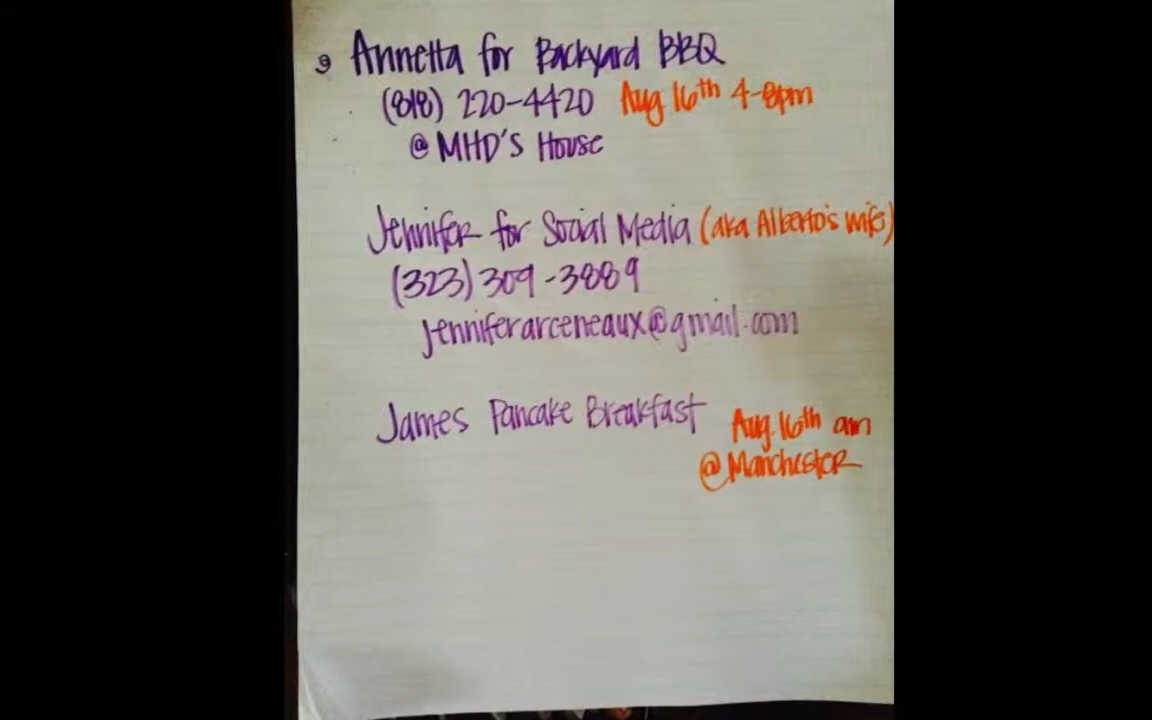 9 Annetta for Backyard BBQ
(818) 220-4420 Aug 16th 4-8pm
@ MHD's House
Jennifer for Social Media (aka Alberto's wife)
(323) 309-3889
jenniferarceneaux@gmail.com
James Pancake Breakfast Aug. 16th am
@Manchester